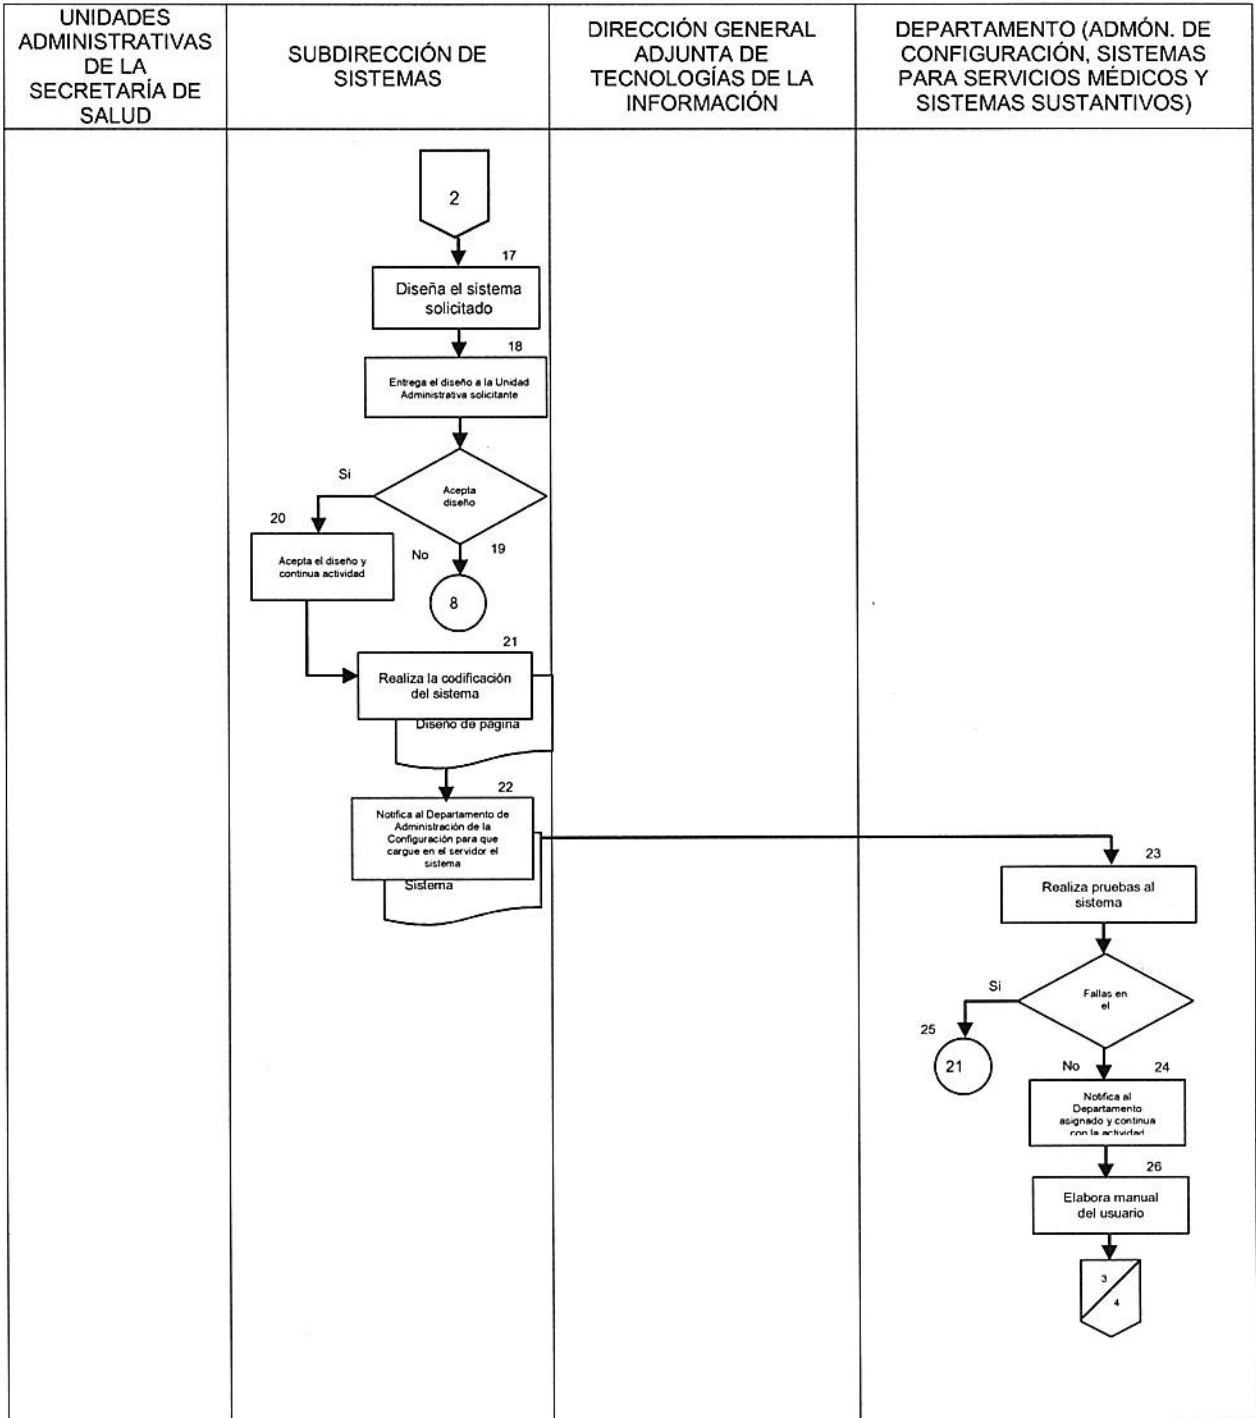 UNIDADES
ADMINISTRATIVAS
DE LA
SECRETARÍA DE
SALUD
SUBDIRECCIÓN DE
SISTEMAS
DIRECCIÓN GENERAL
ADJUNTA DE
TECNOLOGÍAS DE LA
INFORMACIÓN
DEPARTAMENTO (ADMÓN. DE
CONFIGURACIÓN, SISTEMAS
PARA SERVICIOS MÉDICOS Y
SISTEMAS SUSTANTIVOS)
2
17
Diseña el sistema
solicitado
18
Entrega el diseño a la Unidad
Administrativa solicitante
Si
Acepta
diseño
20
Acepta el diseño y
continua actividad
No
19
8
21
Realiza la codificación
del sistema
Diseño de página
22
Notifica al Departamento de
Administración de la
Configuración para que
cargue en el servidor el
sistema
Sistema
23
Realiza pruebas al
sistema
Si
Fallas en
el
25
21
No
24
Notifica al
Departamento
asignado y continua
con la actividad
26
Elabora manual
del usuario
3
4